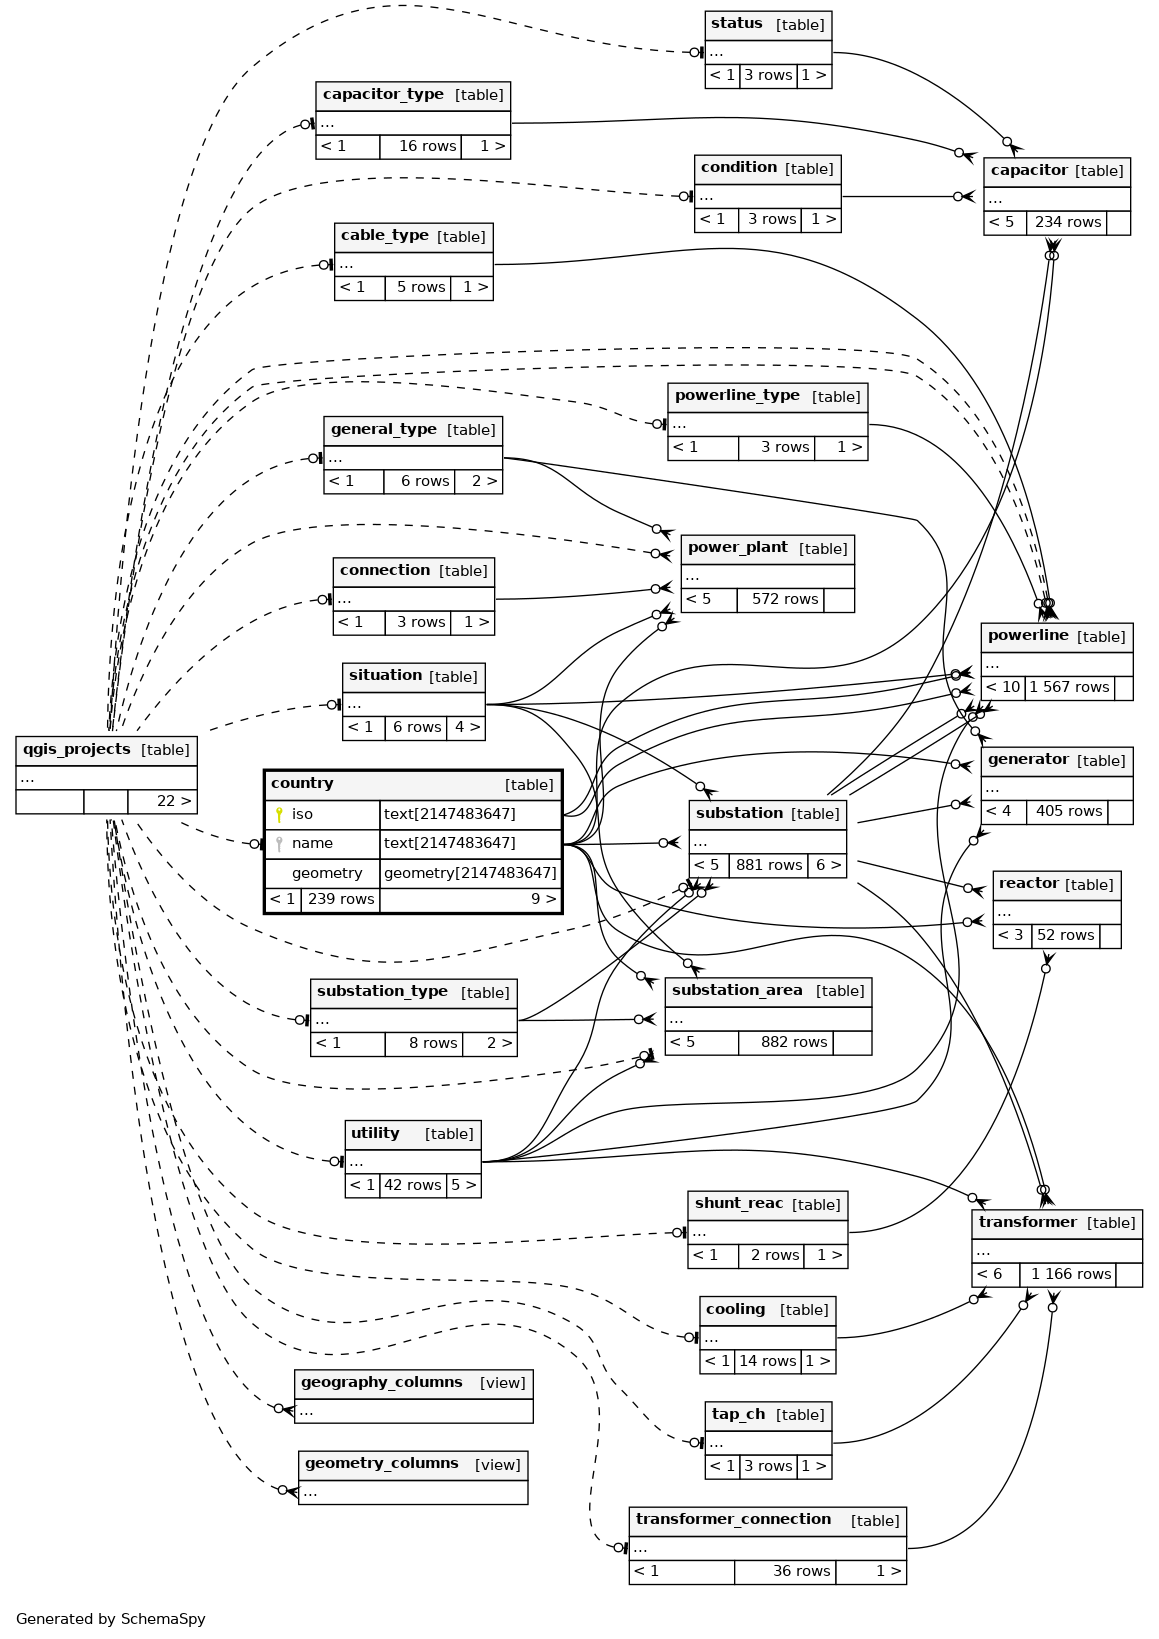 status [table]
...
< 1 3 rows 1 >
capacitor_type [table]
...
< 1 16 rows 1 >
condition [table]
...
< 1 3 rows 1 >
capacitor [table]
...
< 5 234 rows
cable_type [table]
...
< 1 5 rows 1 >
powerline_type [table]
...
< 1 3 rows 1 >
general_type [table]
...
< 1 6 rows 2 >
power_plant [table]
...
< 5 572 rows
connection [table]
...
< 1 3 rows 1 >
powerline [table]
...
< 10 1 567 rows
situation [table]
...
< 1 6 rows 4 >
qgis_projects [table]
...
22 >
country [table]
iso text[2147483647]
name text[2147483647]
geometry geometry[2147483647]
< 1 239 rows 9 >
generator [table]
...
< 4 405 rows
substation [table]
...
< 5 881 rows 6 >
reactor [table]
...
< 3 52 rows
substation_type [table]
...
< 1 8 rows 2 >
substation_area [table]
...
< 5 882 rows
utility [table]
...
< 1 42 rows 5 >
shunt_reac [table]
...
< 1 2 rows 1 >
transformer [table]
...
< 6 1 166 rows
cooling [table]
...
< 1 14 rows 1 >
geography_columns [view]
...
tap_ch [table]
...
< 1 3 rows 1 >
geometry_columns [view]
...
transformer_connection [table]
...
< 1 36 rows 1 >
Generated by SchemaSpy